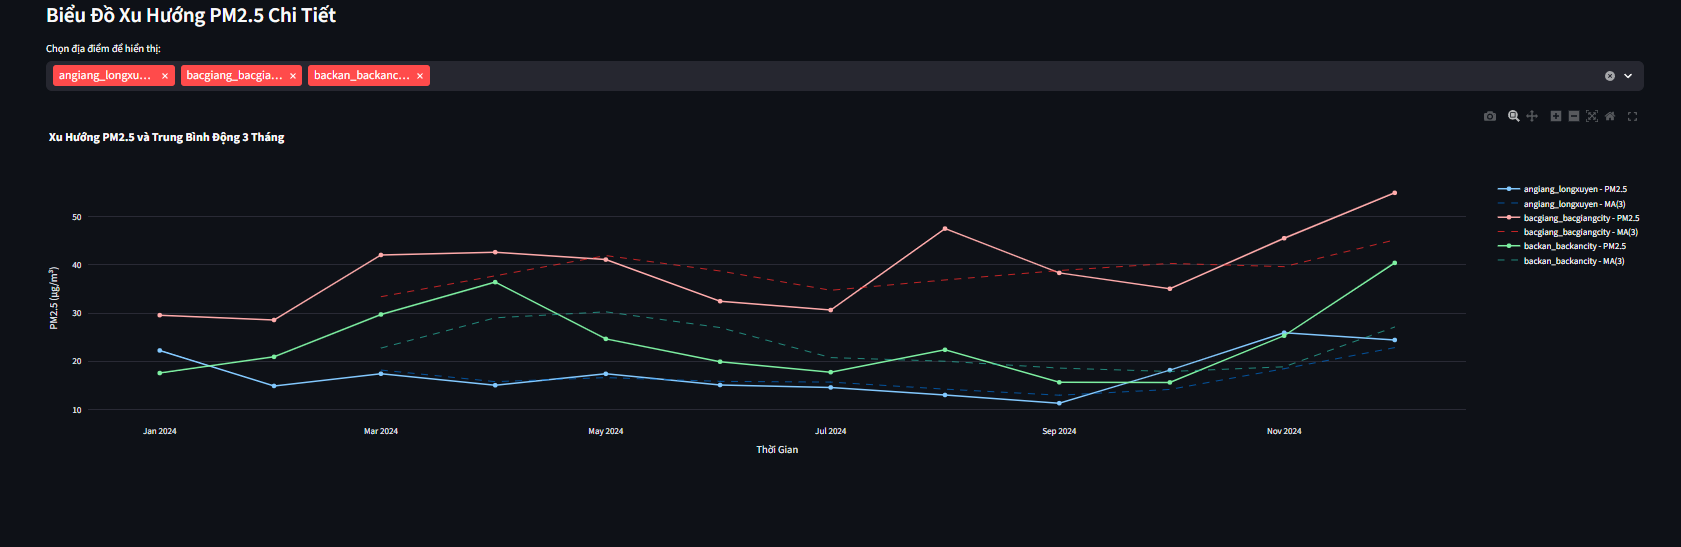 Biểu Đồ Xu Hướng PM2.5 Chi Tiết
Chọn địa điểm để hiển thị:
angiang_longxu... × bacgiang_bacgia... × backan_backanc... ×
Xu Hướng PM2.5 và Trung Bình Động 3 Tháng
angiang_longxuyen - PM2.5
angiang_longxuyen - MA(3)
bacgiang_bacgiangcity - PM2.5
bacgiang_bacgiangcity - MA(3)
backan_backancity - PM2.5
backan_backancity - MA(3)
PM2.5 (µg/m³)
50
40
30
20
10
Jan 2024 Mar 2024 May 2024 Jul 2024 Sep 2024 Nov 2024
Thời Gian